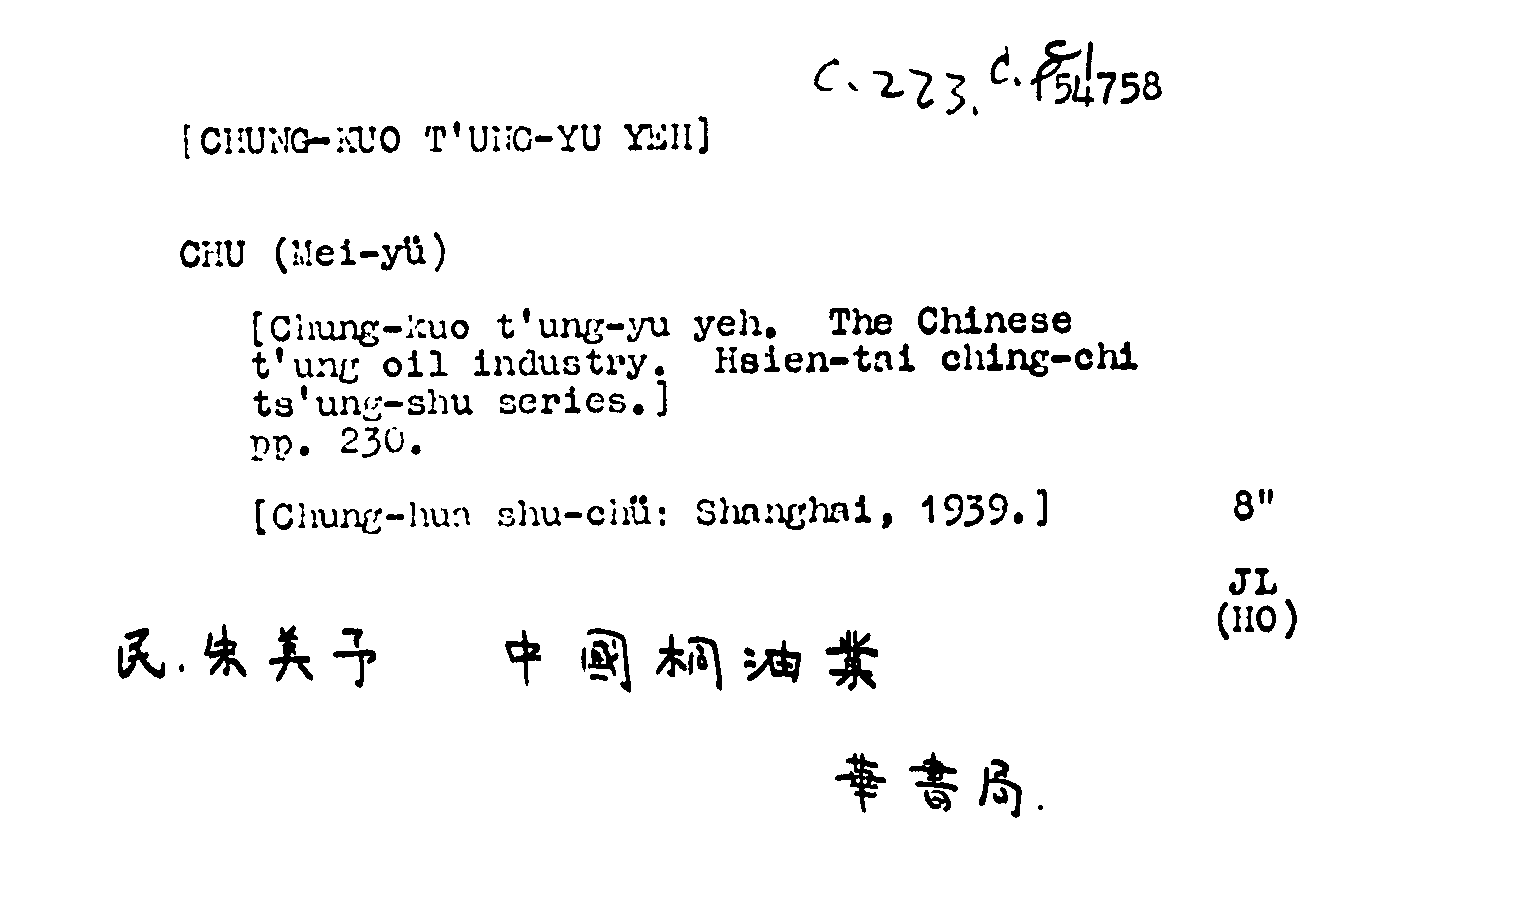 C.223.c.54758
[CHUNG-KUO T'UNG-YU YEH]
CHU (Mei-yü)
[Chung-kuo t'ung-yu yeh. The Chinese
t'ung oil industry. Hsien-tai ching-chi
ts'ung-shu series.]
pp. 230.
[Chung-hua shu-chü: Shanghai, 1939.] 8"
JL
(HO)
民.朱美予 中國桐油業
華書局.